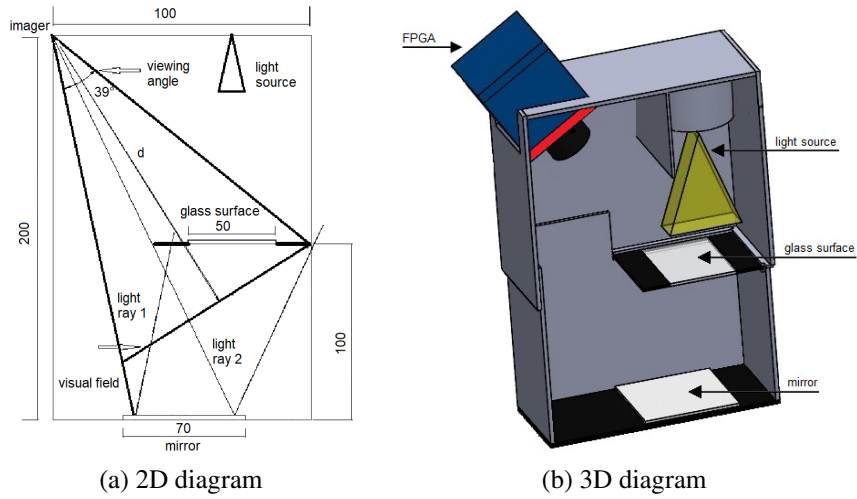 100
imager
viewing
angle
light
source
39°
d
glass surface
50
200
light
ray 1
light
ray 2
100
visual field
70
mirror
(a) 2D diagram
FPGA
light source
glass surface
mirror
(b) 3D diagram